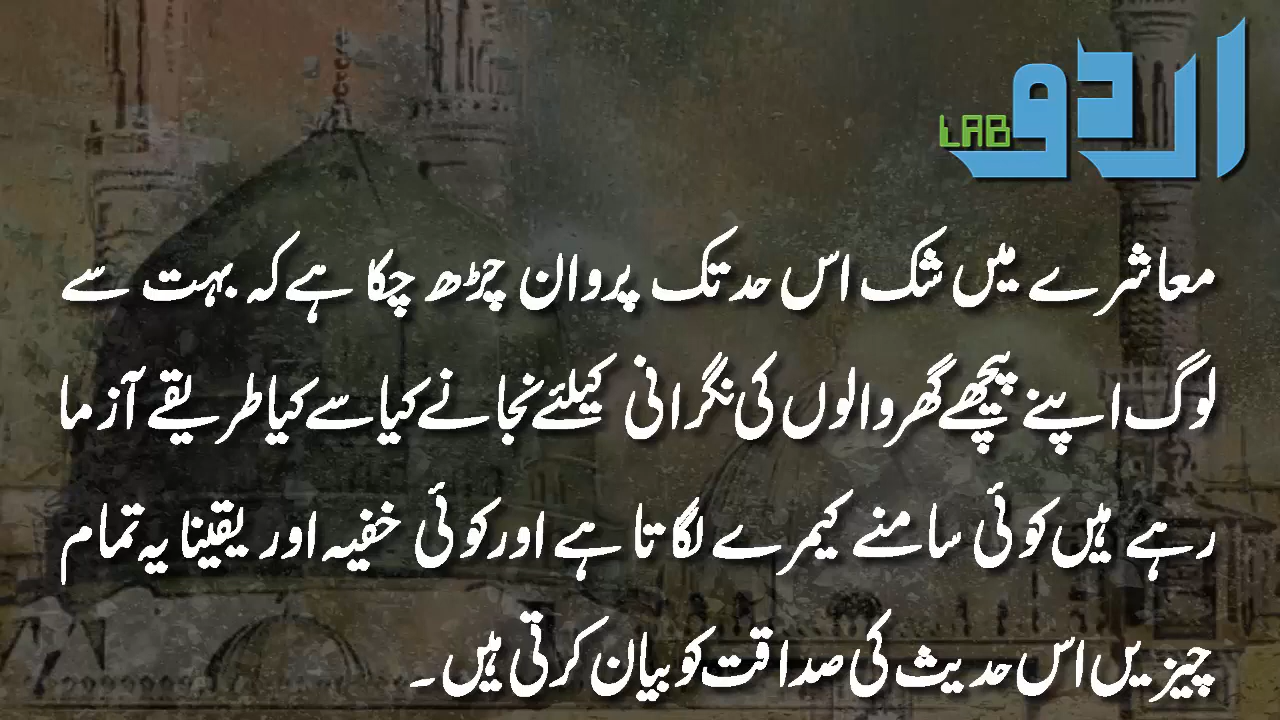 اردو
LAB
معاشرے میں شک اس حد تک پروان چڑھ چکا ہے کہ بہت سے
لوگ اپنے پیچھے گھر والوں کی نگرانی کیلئے نجانے کیا سے کیا طریقے آزما
رہے ہیں کوئی سامنے کیمرے لگاتا ہے اور کوئی خفیہ اور یقینا یہ تمام
چیزیں اس حدیث کی صداقت کو بیان کرتی ہیں۔